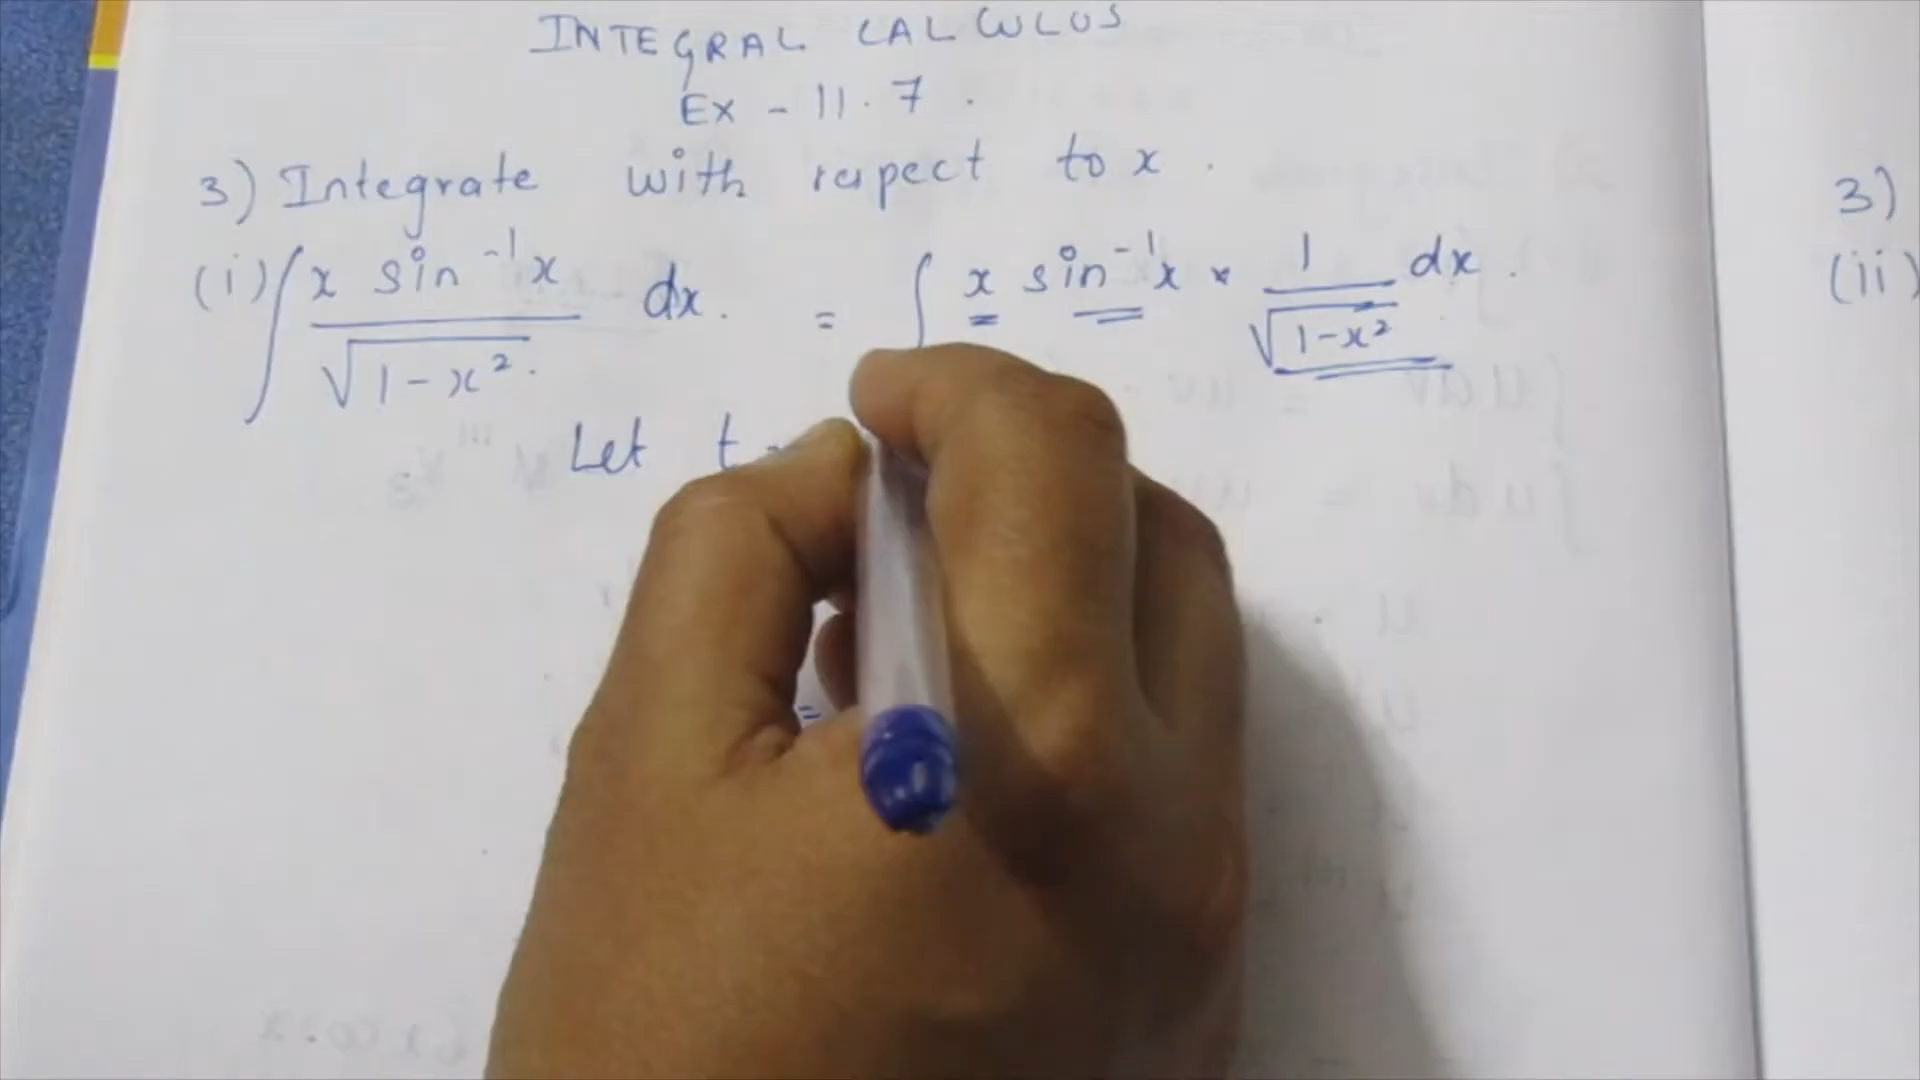 INTEGRAL CALCULUS
Ex - 11.7.
3) Integrate with rspect to x.
(i) ∫ x sin⁻¹x / √1-x². dx. = ∫ x sin⁻¹x × 1/√1-x² dx.
Let t =
=
3)
(ii)